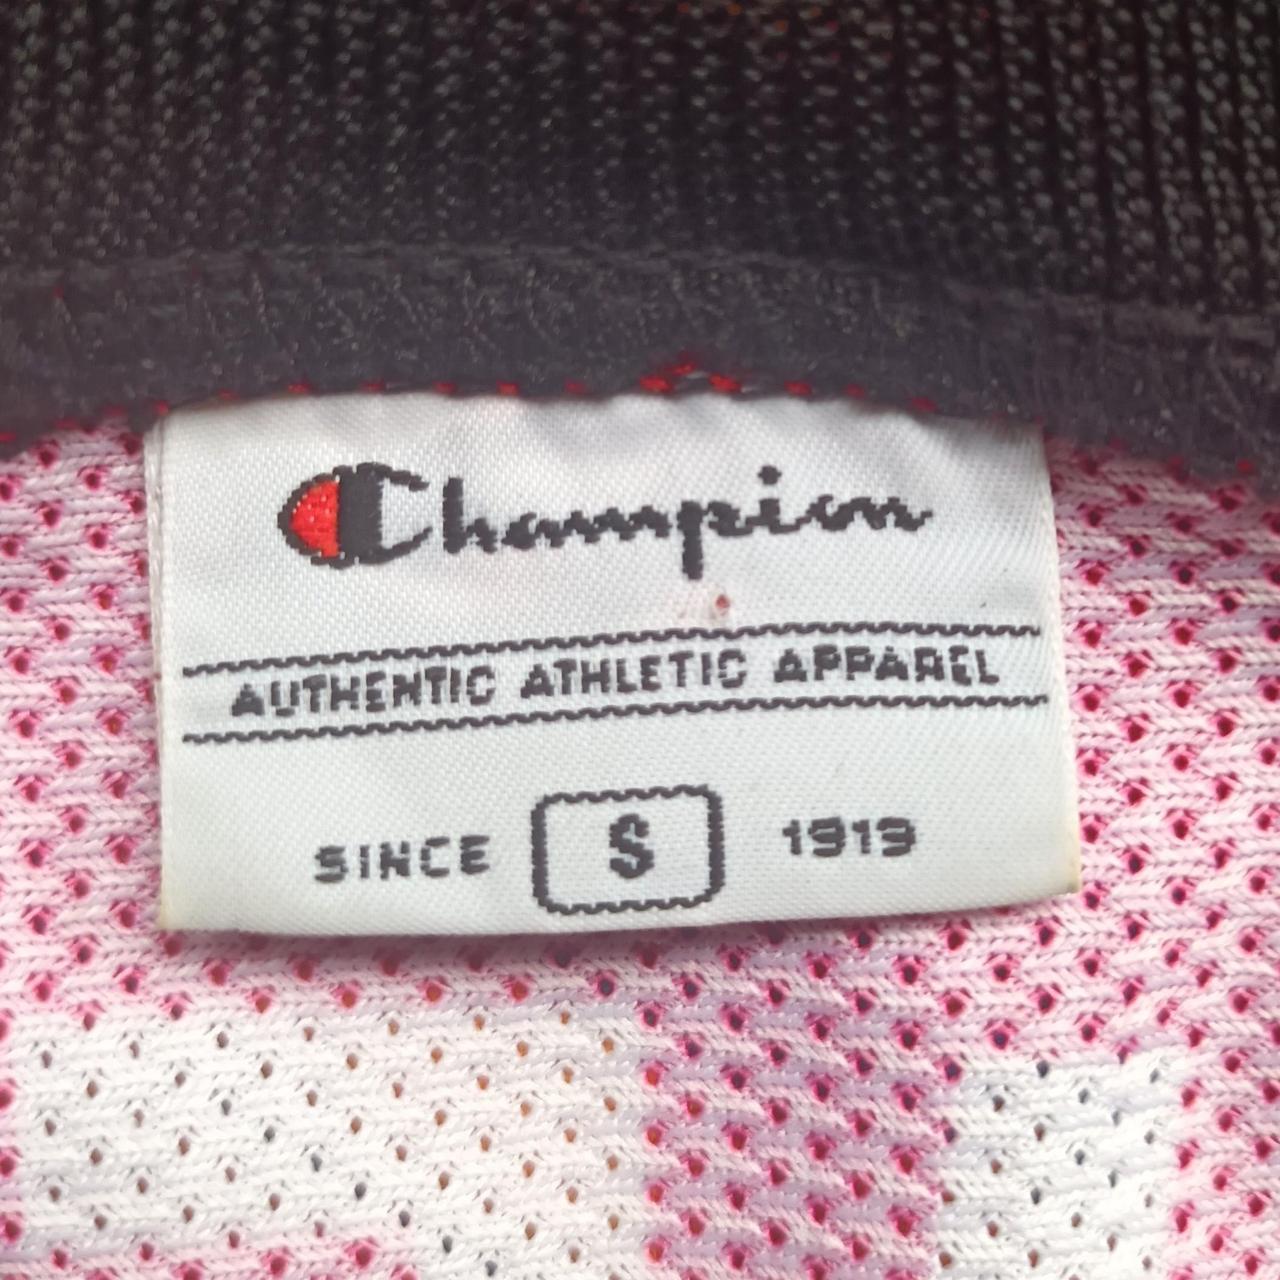 Champion
AUTHENTIC ATHLETIC APPAREL
SINCE S 1919